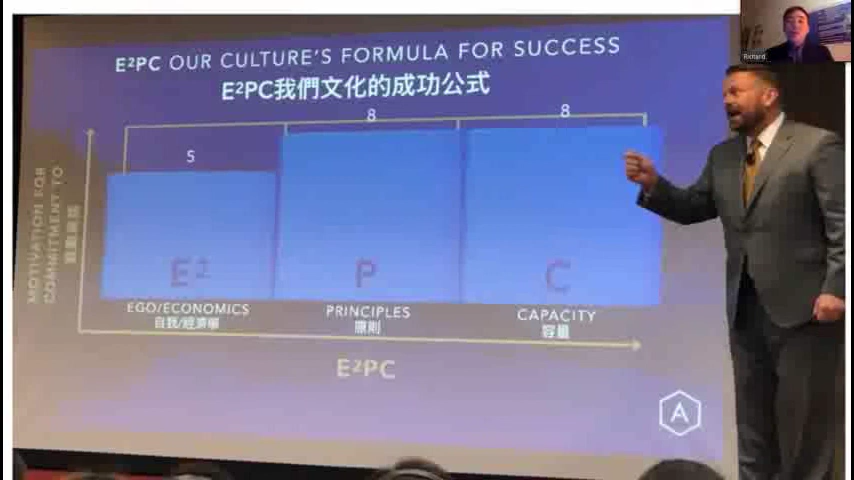 E²PC OUR CULTURE'S FORMULA FOR SUCCESS
E²PC我們文化的成功公式
5
8
8
MOTIVATION FOR
COMMITMENT TO
E²
P
C
EGO/ECONOMICS
自我/經濟學
PRINCIPLES
原則
CAPACITY
容量
E²PC
A
Richard